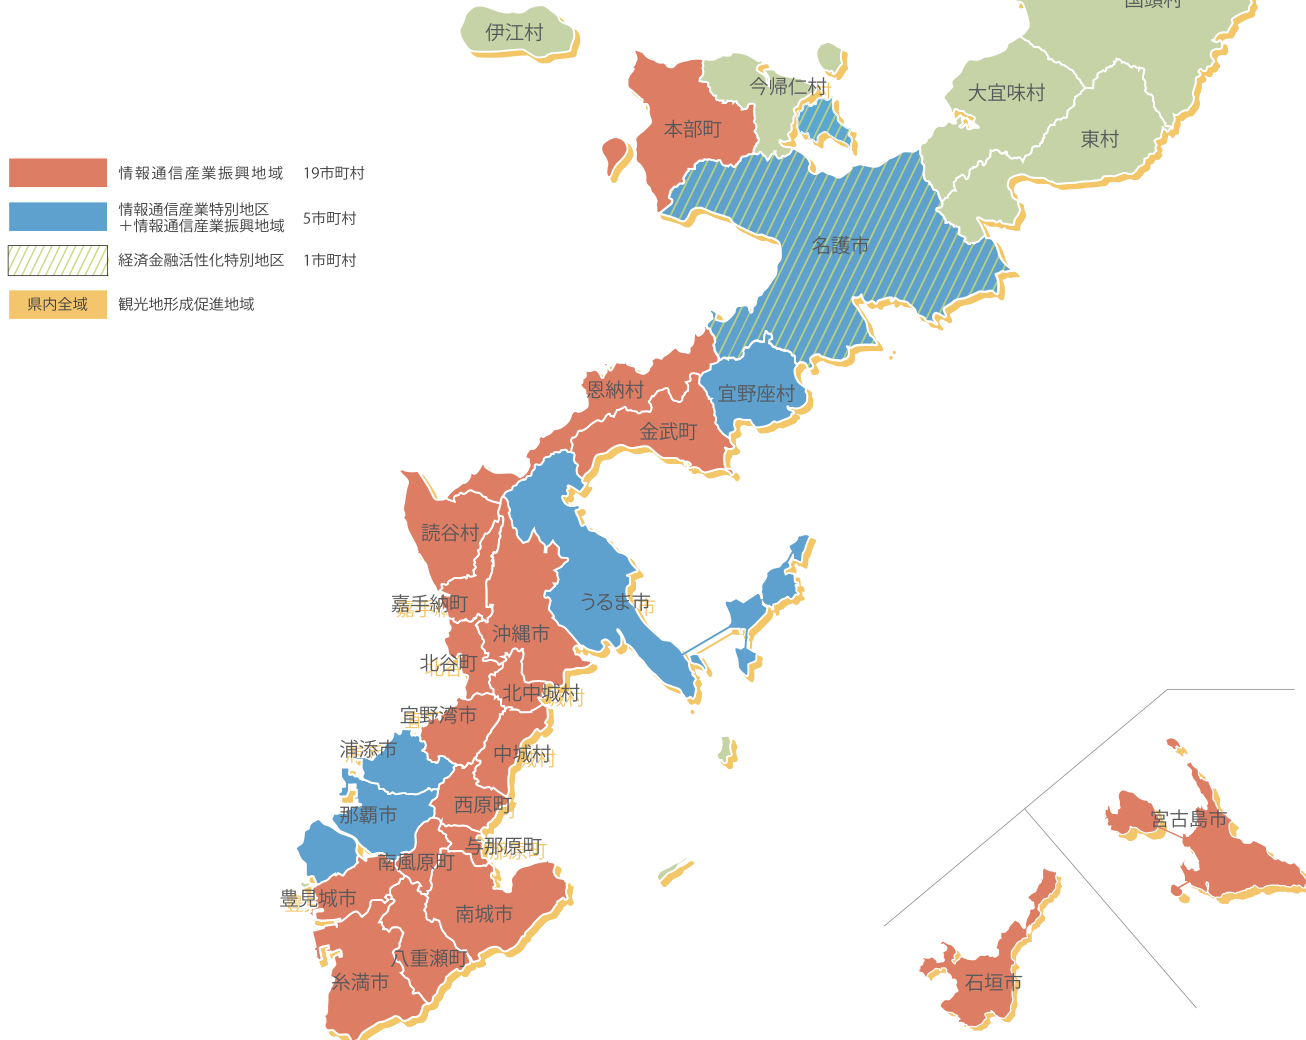 国頭村
伊江村
今帰仁村
大宜味村
本部町
東村
情報通信産業振興地域 19市町村
情報通信産業特別地区
＋情報通信産業振興地域 5市町村
名護市
経済金融活性化特別地区 1市町村
県内全域 観光地形成促進地域
恩納村
宜野座村
金武町
読谷村
嘉手納町
うるま市
沖縄市
北谷町
北中城村
宜野湾市
浦添市
中城村
西原町
那覇市
宮古島市
与那原町
南風原町
豊見城市
南城市
八重瀬町
糸満市
石垣市